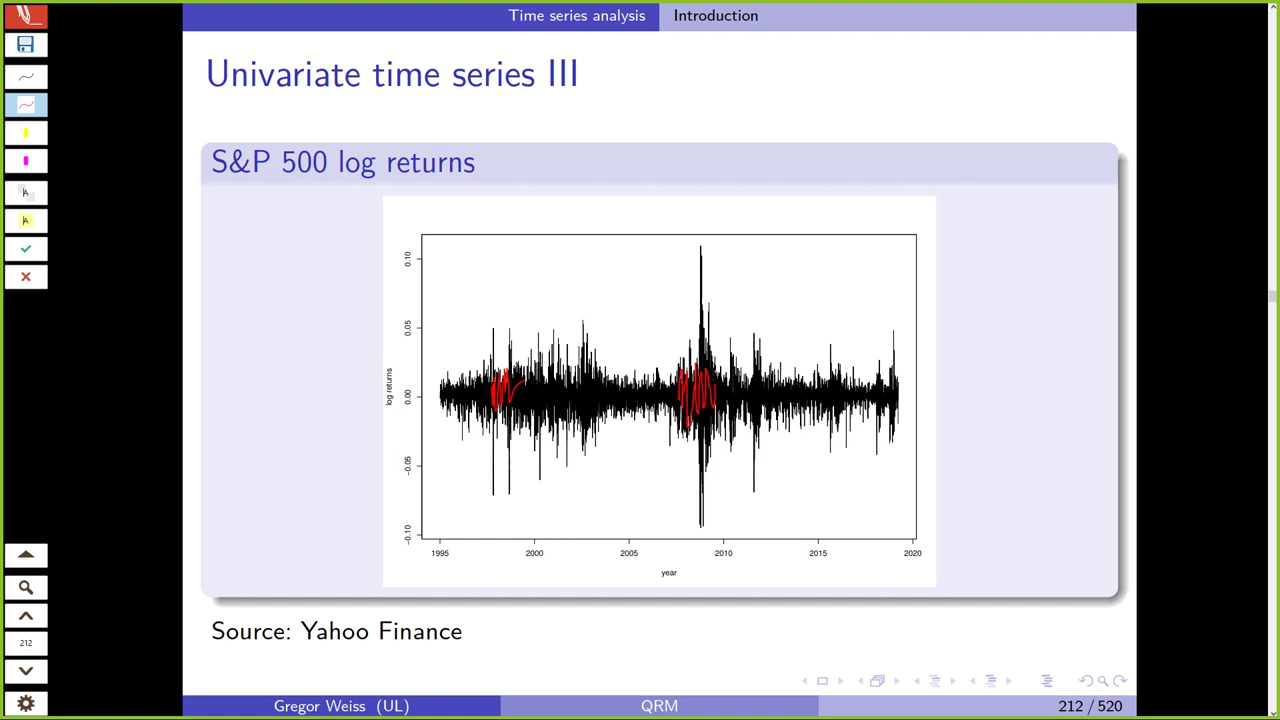 Time series analysis Introduction
Univariate time series III
S&P 500 log returns
0.10
0.05
0.00
−0.05
−0.10
log returns
1995 2000 2005 2010 2015 2020
year
Source: Yahoo Finance
212
Gregor Weiss (UL) QRM 212 / 520